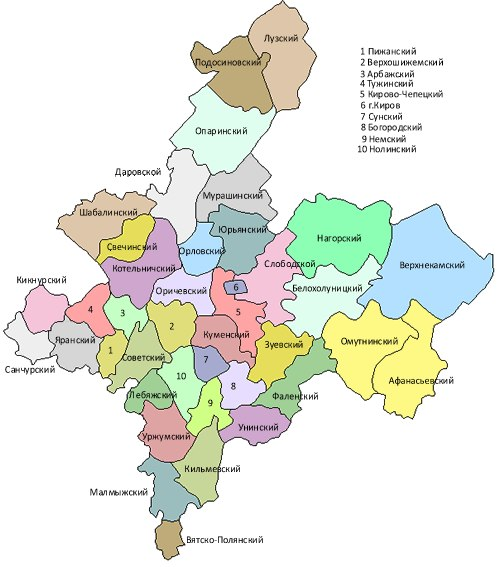 Лузский
Подосиновский
1 Пижанский
2 Верхошижемский
3 Арбажский
4 Тужинский
5 Кирово-Чепецкий
6 г.Киров
7 Сунский
8 Богородский
9 Немский
10 Нолинский
Опаринский
Даровской
Мурашинский
Шабалинский
Юрьянский
Нагорский
Свечинский
Орловский
Слободской
Верхнекамский
Котельничский
Кикнурский
Оричевский
6
Белохолуницкий
4
3
2
5
Яранский
Куменский
Зуевский
Омутнинский
Санчурский
1
Советский
7
10
8
Афанасьевский
Лебяжский
9
Фаленский
Уржумский
Унинский
Кильмезский
Малмыжский
Вятско-Полянский